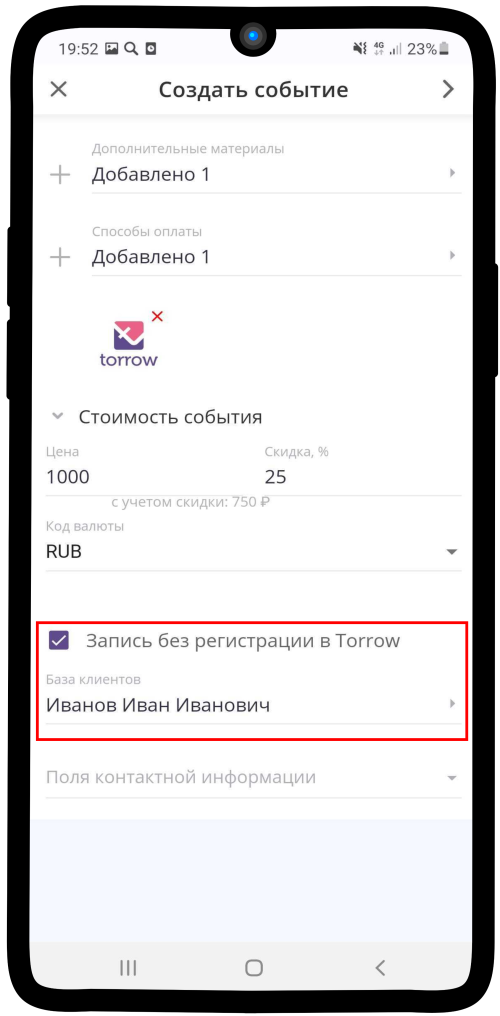 19:52
4G
23%
Создать событие
Дополнительные материалы
Добавлено 1
Способы оплаты
Добавлено 1
torrow
Стоимость события
Цена Скидка, %
1000 25
с учетом скидки: 750 ₽
Код валюты
RUB
Запись без регистрации в Torrow
База клиентов
Иванов Иван Иванович
Поля контактной информации